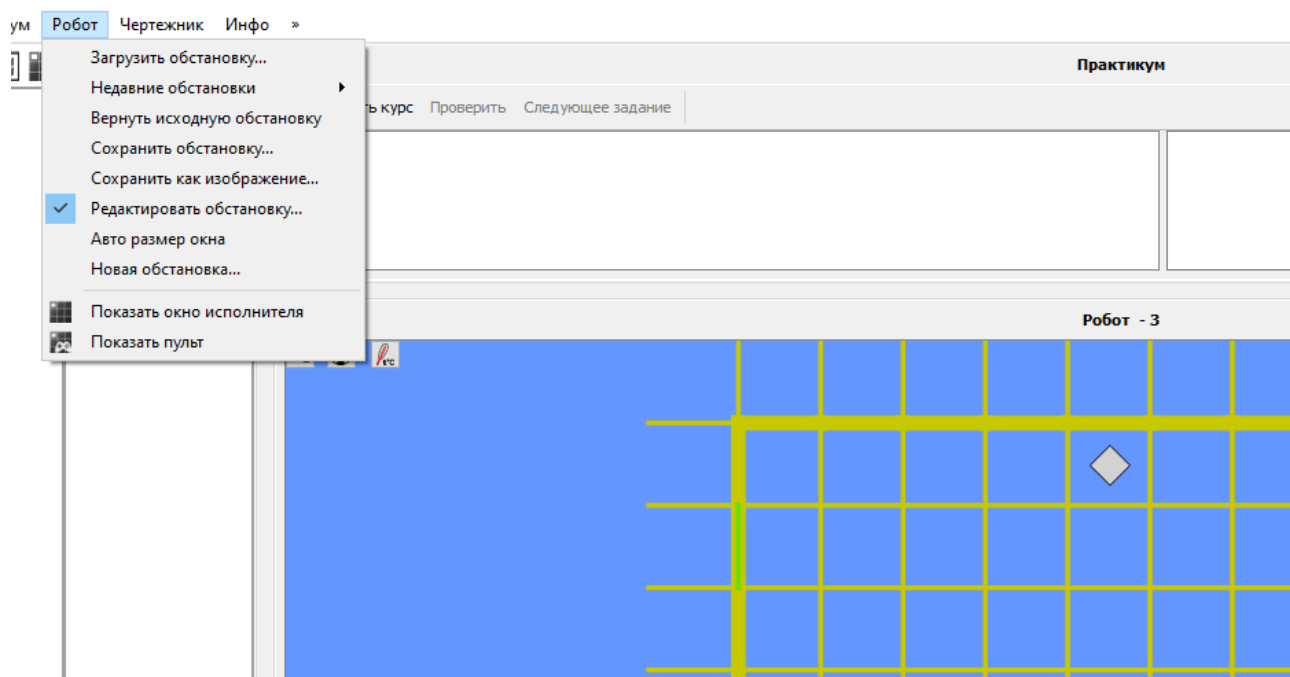 ум Робот Чертежник Инфо »
Загрузить обстановку...
Недавние обстановки
Вернуть исходную обстановку
Сохранить обстановку...
Сохранить как изображение...
Редактировать обстановку...
Авто размер окна
Новая обстановка...
Показать окно исполнителя
Показать пульт
Практикум
ть курс Проверить Следующее задание
Робот - 3
t°C